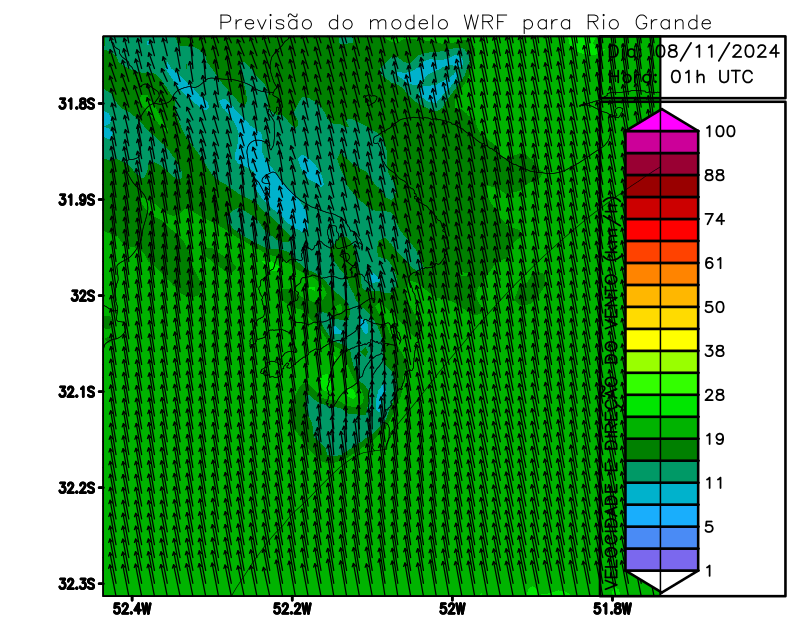 Previsão do modelo WRF para Rio Grande
Dia: 08/11/2024
Hora: 01h UTC
31.8S
31.9S
32S
32.1S
32.2S
32.3S
52.4W
52.2W
52W
51.8W
VELOCIDADE E DIREÇÃO DO VENTO (km/h)
100
88
74
61
50
38
28
19
11
5
1